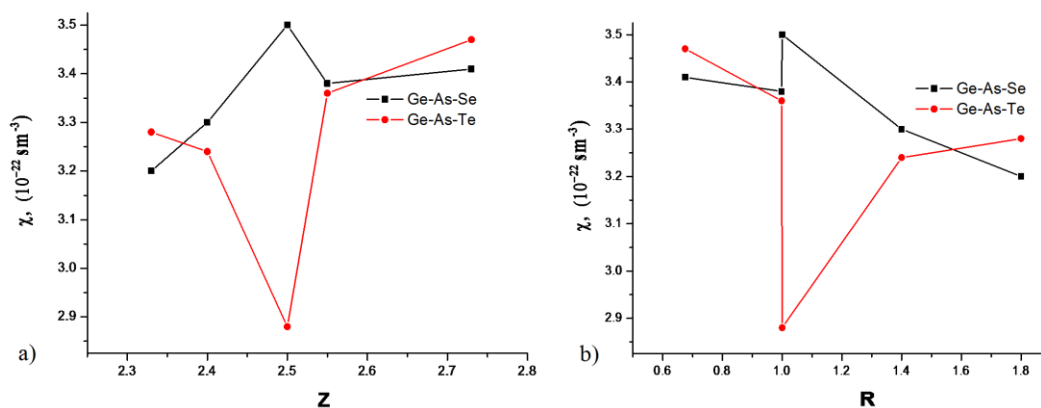 3.5
3.4
3.3
3.2
3.1
3.0
2.9
χ, (10⁻²² sm⁻³)
Ge-As-Se
Ge-As-Te
a)
2.3 2.4 2.5 2.6 2.7 2.8
Z
3.5
3.4
3.3
3.2
3.1
3.0
2.9
χ, (10⁻²² sm⁻³)
Ge-As-Se
Ge-As-Te
b)
0.6 0.8 1.0 1.2 1.4 1.6 1.8
R